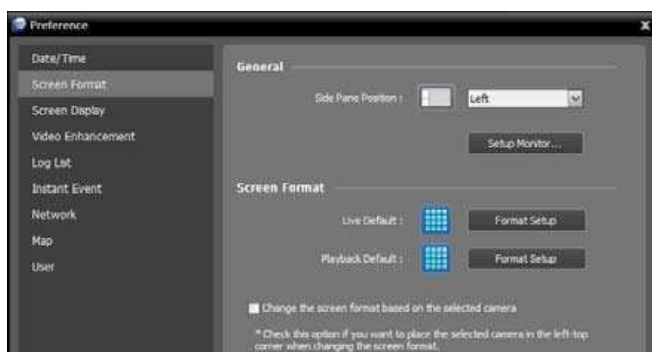 Preference
Date/Time
Screen Format
Screen Display
Video Enhancement
Log List
Instant Event
Network
Map
User
General
Side Pane Position :
Left
Setup Monitor...
Screen Format
Live Default :
Format Setup
Playback Default :
Format Setup
Change the screen format based on the selected camera
* Check this option if you want to place the selected camera in the left-top
corner when changing the screen format.